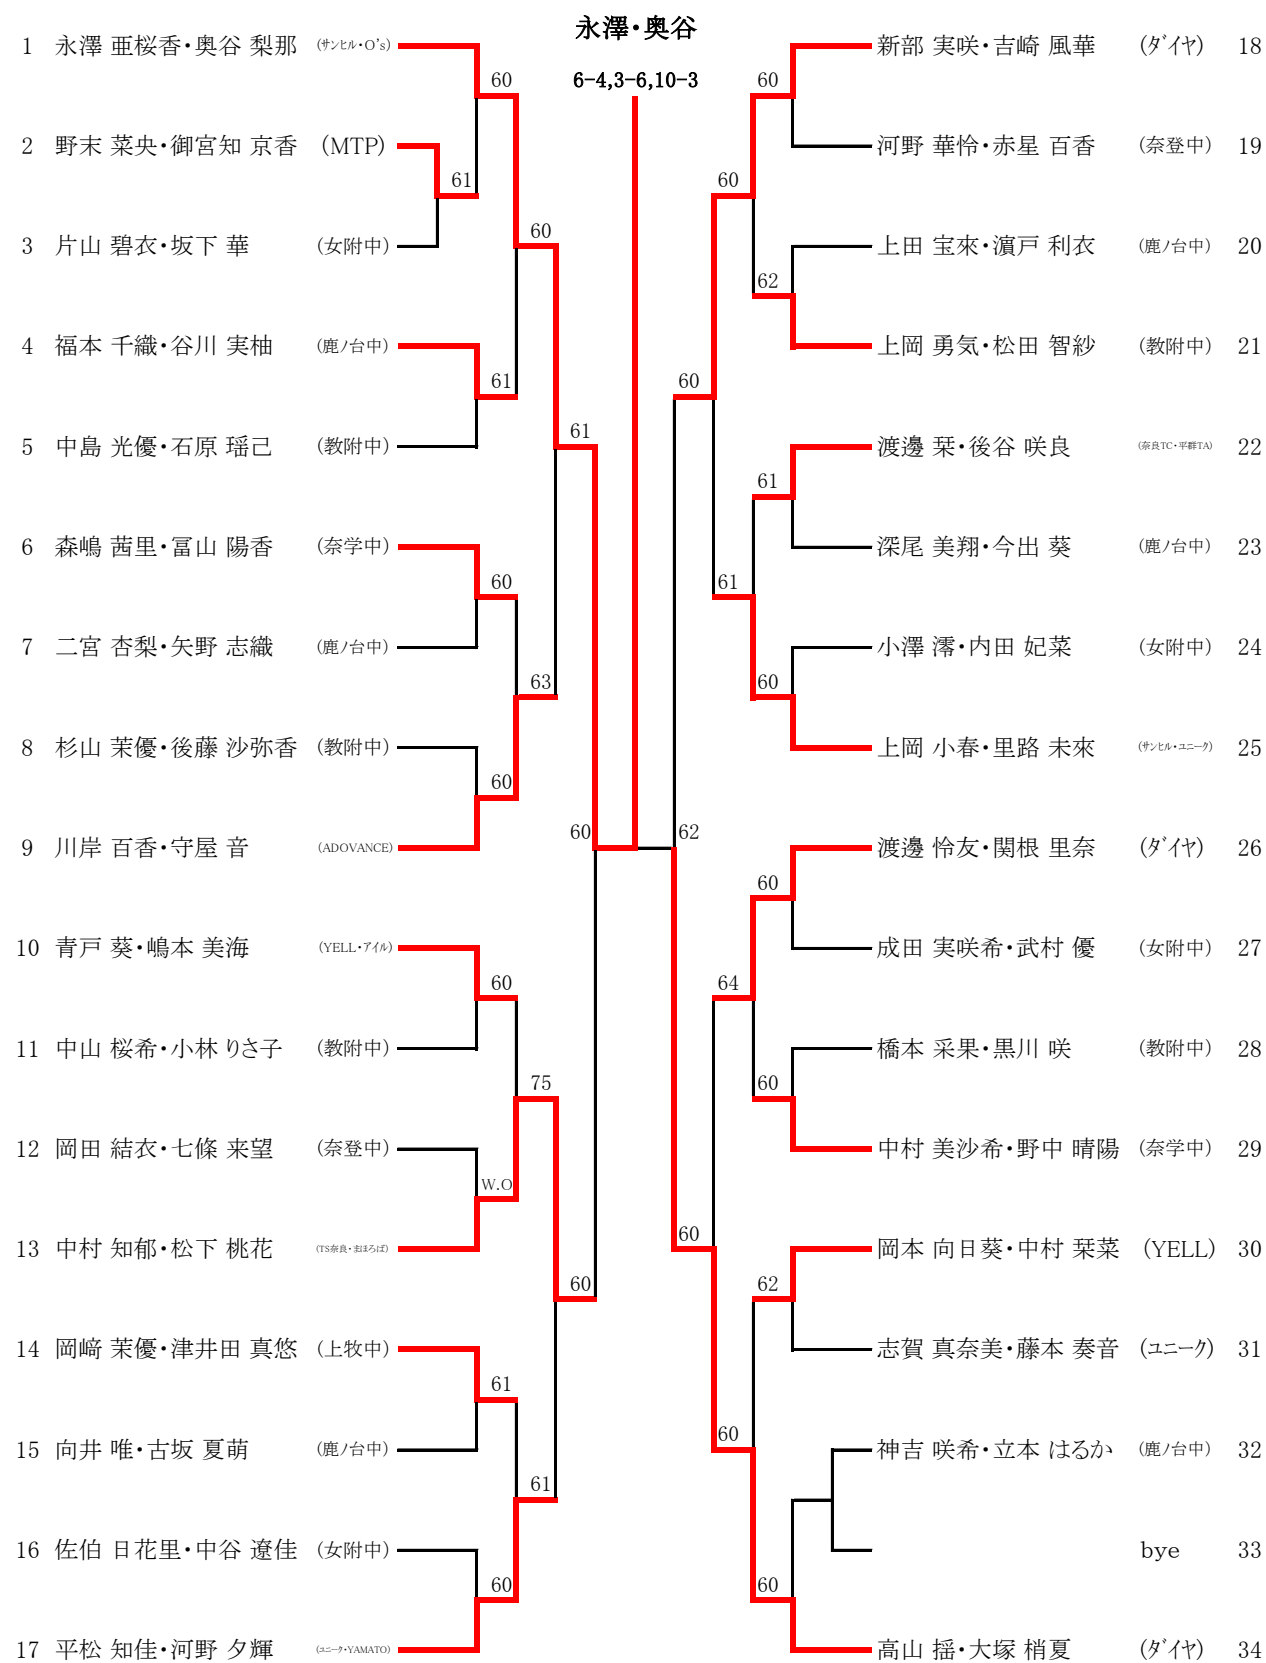 永澤・奥谷
6-4,3-6,10-3
1 永澤 亜桜香・奥谷 梨那 (サンヒル・O's)
2 野末 菜央・御宮知 京香 (MTP)
3 片山 碧衣・坂下 華 (女附中)
4 福本 千織・谷川 実柚 (鹿ノ台中)
5 中島 光優・石原 瑶己 (教附中)
6 森嶋 茜里・冨山 陽香 (奈学中)
7 二宮 杏梨・矢野 志織 (鹿ノ台中)
8 杉山 茉優・後藤 沙弥香 (教附中)
9 川岸 百香・守屋 音 (ADOVANCE)
10 青戸 葵・嶋本 美海 (YELL・アイル)
11 中山 桜希・小林 りさ子 (教附中)
12 岡田 結衣・七條 来望 (奈登中)
13 中村 知郁・松下 桃花 (TS奈良・まほろば)
14 岡﨑 茉優・津井田 真悠 (上牧中)
15 向井 唯・古坂 夏萌 (鹿ノ台中)
16 佐伯 日花里・中谷 遼佳 (女附中)
17 平松 知佳・河野 夕輝 (ユニーク・YAMATO)
60
61
61
60
60
60
W.O
61
60
60
63
75
61
61
60
60
62
60
60
60
61
64
60
60
62
61
60
60
60
62
60
新部 実咲・吉崎 風華 (ダイヤ) 18
河野 華怜・赤星 百香 (奈登中) 19
上田 宝來・濵戸 利衣 (鹿ノ台中) 20
上岡 勇気・松田 智紗 (教附中) 21
渡邊 栞・後谷 咲良 (奈良TC・平群TA) 22
深尾 美翔・今出 葵 (鹿ノ台中) 23
小澤 澪・内田 妃菜 (女附中) 24
上岡 小春・里路 未來 (サンヒル・ユニーク) 25
渡邊 怜友・関根 里奈 (ダイヤ) 26
成田 実咲希・武村 優 (女附中) 27
橋本 采果・黒川 咲 (教附中) 28
中村 美沙希・野中 晴陽 (奈学中) 29
岡本 向日葵・中村 栞菜 (YELL) 30
志賀 真奈美・藤本 奏音 (ユニーク) 31
神吉 咲希・立本 はるか (鹿ノ台中) 32
bye 33
高山 揺・大塚 梢夏 (ダイヤ) 34